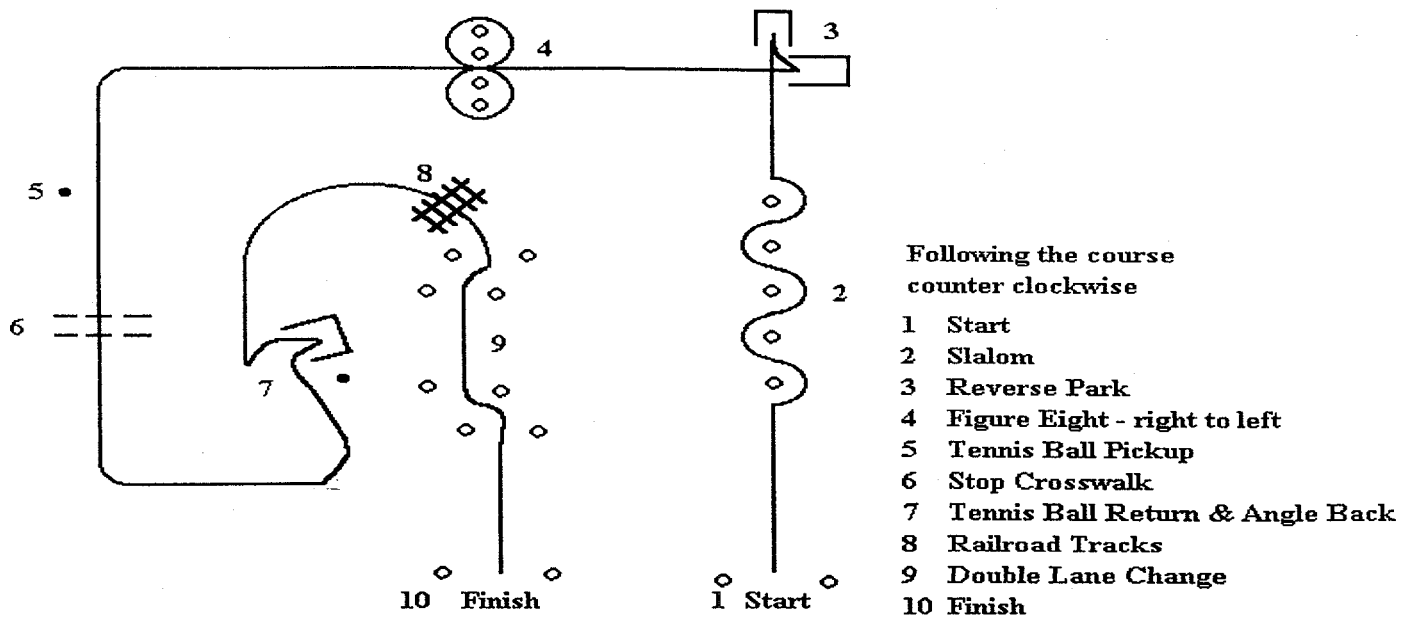 3
4
5
8
6
2
9
7
10 Finish
1 Start
Following the course
counter clockwise
1 Start
2 Slalom
3 Reverse Park
4 Figure Eight - right to left
5 Tennis Ball Pickup
6 Stop Crosswalk
7 Tennis Ball Return & Angle Back
8 Railroad Tracks
9 Double Lane Change
10 Finish